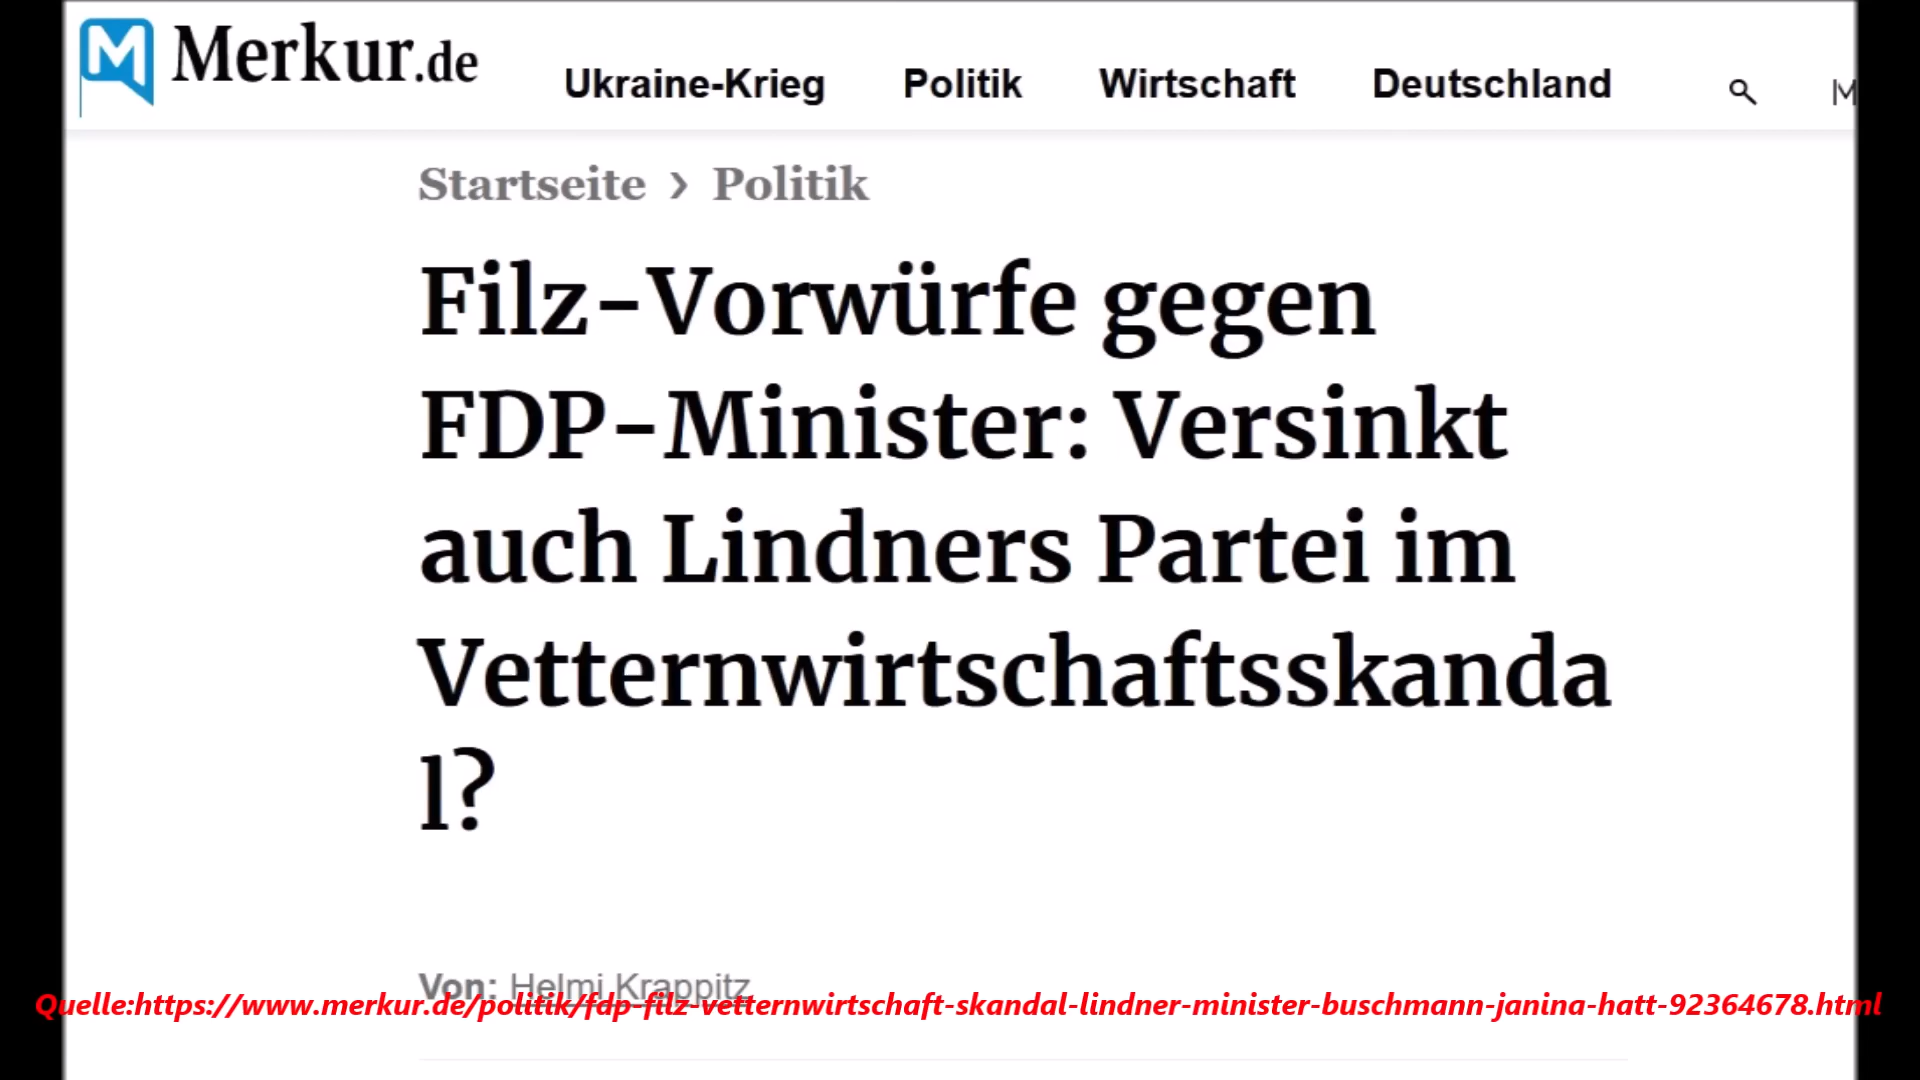 Merkur.de
Ukraine-Krieg Politik Wirtschaft Deutschland M
Startseite › Politik
Filz-Vorwürfe gegen
FDP-Minister: Versinkt
auch Lindners Partei im
Vetternwirtschaftsskanda
l?
Von: Helmi Krappitz
Quelle:https://www.merkur.de/politik/fdp-filz-vetternwirtschaft-skandal-lindner-minister-buschmann-janina-hatt-92364678.html